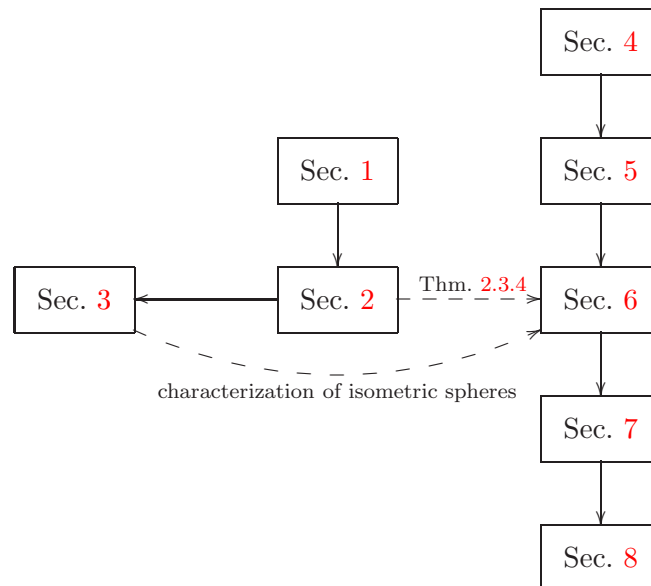 Sec. 4
Sec. 1
Sec. 5
Thm. 2.3.4
Sec. 3
Sec. 2
Sec. 6
characterization of isometric spheres
Sec. 7
Sec. 8